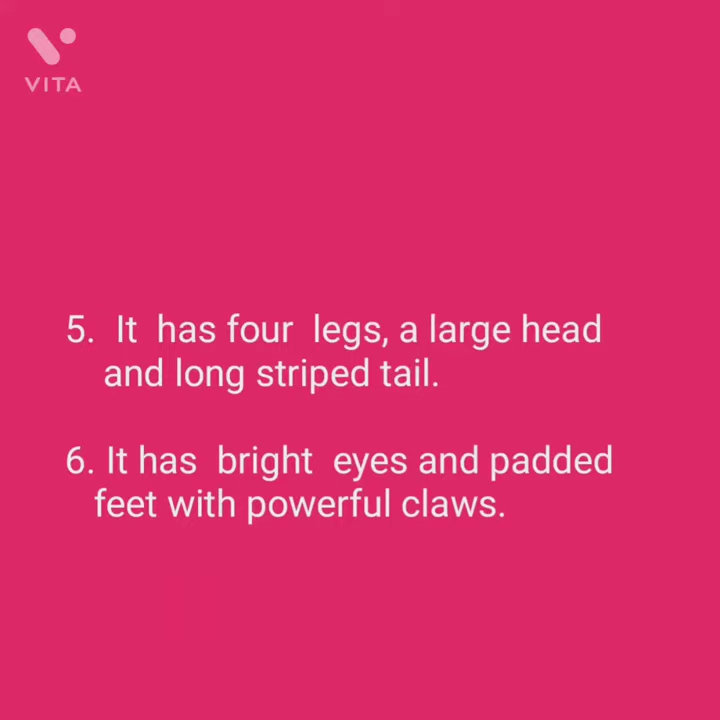 VITA
5. It has four legs, a large head
and long striped tail.
6. It has bright eyes and padded
feet with powerful claws.